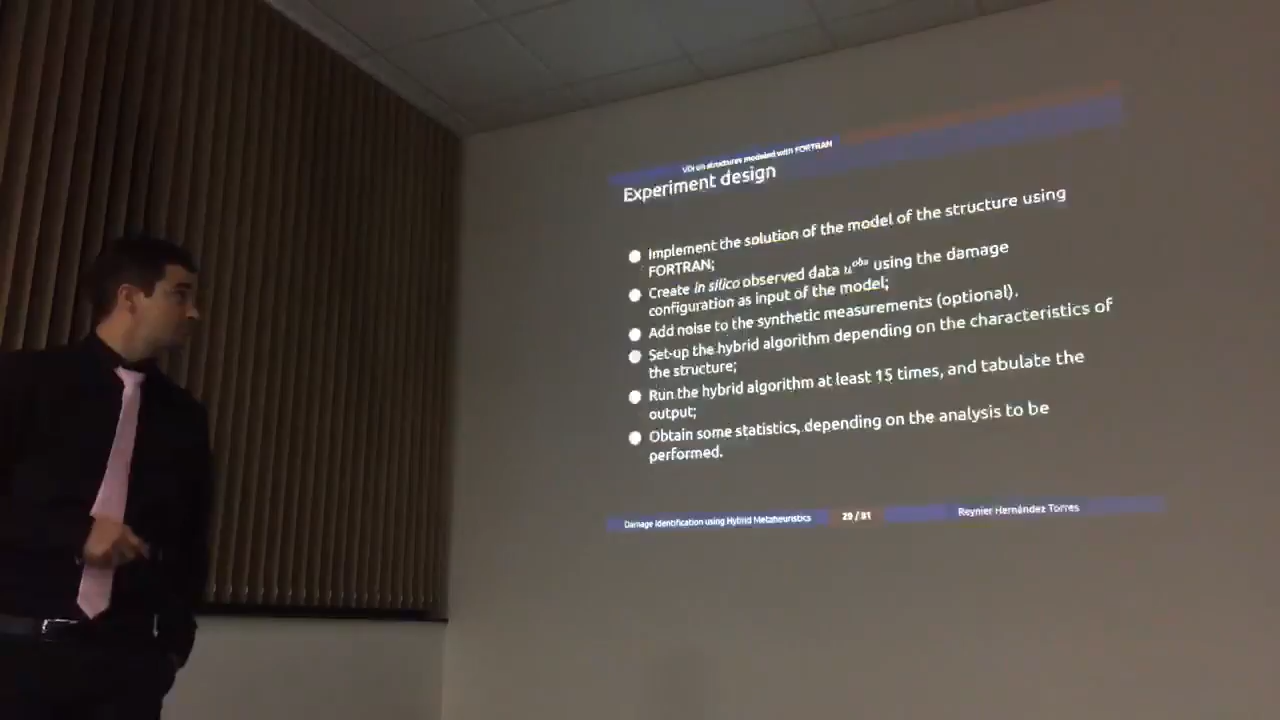 VDI on structures modeled with FORTRAN
Experiment design
Implement the solution of the model of the structure using
FORTRAN;
Create in silico observed data u^obs using the damage
configuration as input of the model;
Add noise to the synthetic measurements (optional).
Set-up the hybrid algorithm depending on the characteristics of
the structure;
Run the hybrid algorithm at least 15 times, and tabulate the
output;
Obtain some statistics, depending on the analysis to be
performed.
Damage Identification using Hybrid Metaheuristics 29 / 81 Reynier Hernández Torres